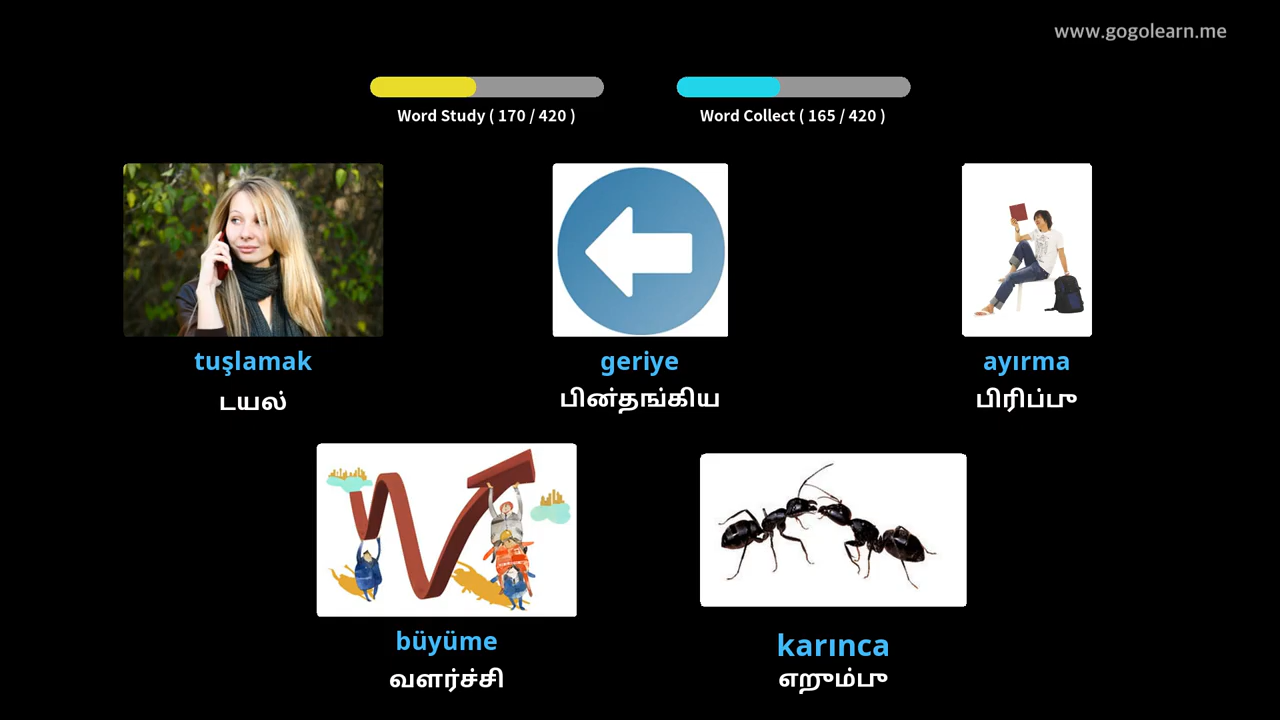 www.gogolearn.me
Word Study ( 170 / 420 )
Word Collect ( 165 / 420 )
tuşlamak
டயல்
geriye
பின்தங்கிய
ayırma
பிரிப்பு
büyüme
வளர்ச்சி
karınca
எறும்பு